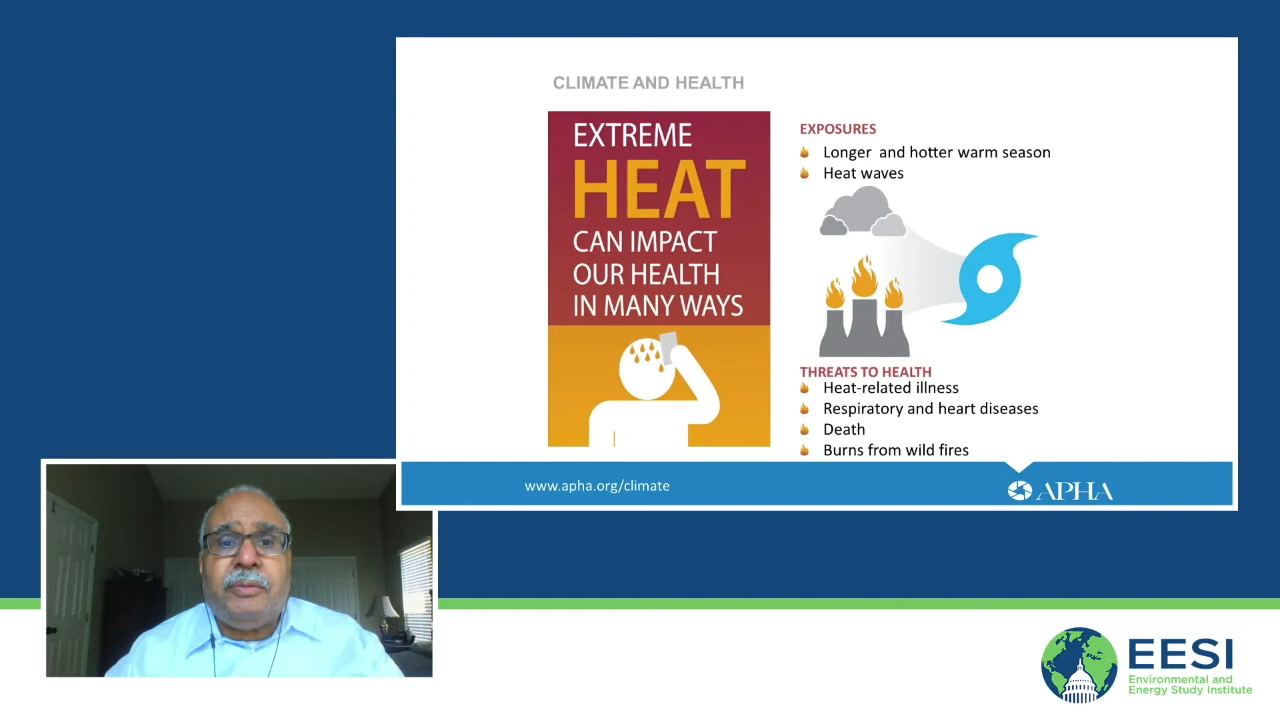 CLIMATE AND HEALTH
EXTREME
HEAT
CAN IMPACT
OUR HEALTH
IN MANY WAYS
EXPOSURES
Longer and hotter warm season
Heat waves
THREATS TO HEALTH
Heat-related illness
Respiratory and heart diseases
Death
Burns from wild fires
www.apha.org/climate
APHA
EESI
Environmental and
Energy Study Institute